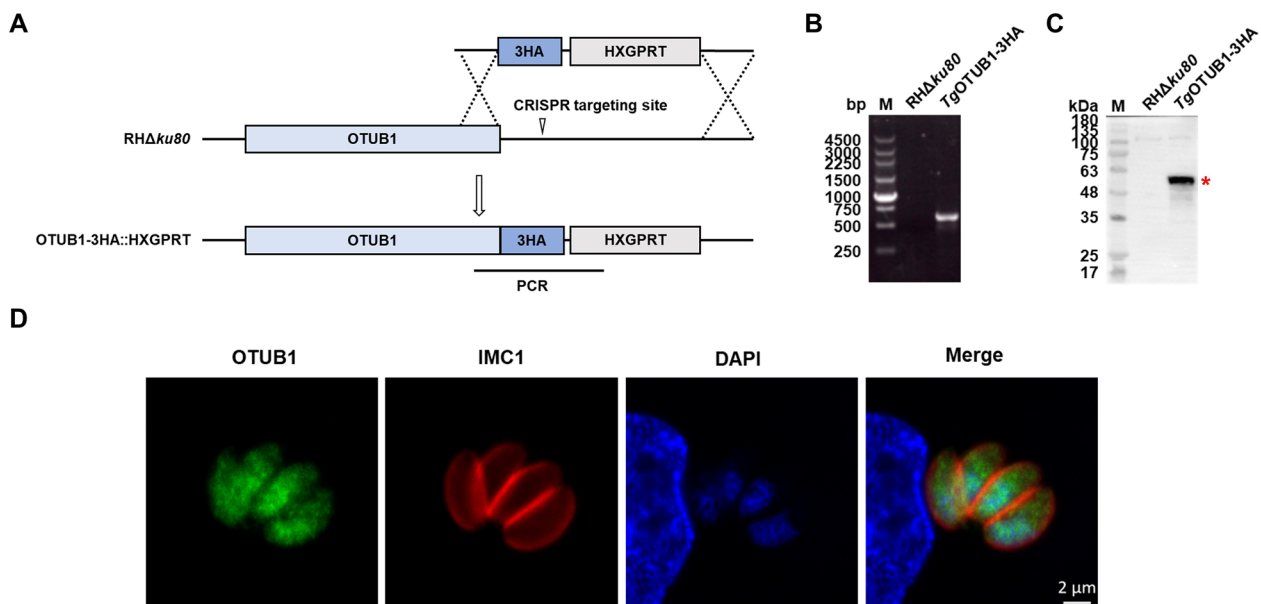 A
3HA
HXGPRT
CRISPR targeting site
RHΔku80
OTUB1
OTUB1-3HA::HXGPRT
OTUB1
3HA
HXGPRT
PCR
B
bp
M
RHΔku80
TgOTUB1-3HA
4500
3000
2250
1500
1000
750
500
250
C
kDa
M
RHΔku80
TgOTUB1-3HA
180
135
100
75
63
48
35
25
17
*
D
OTUB1
IMC1
DAPI
Merge
2 μm